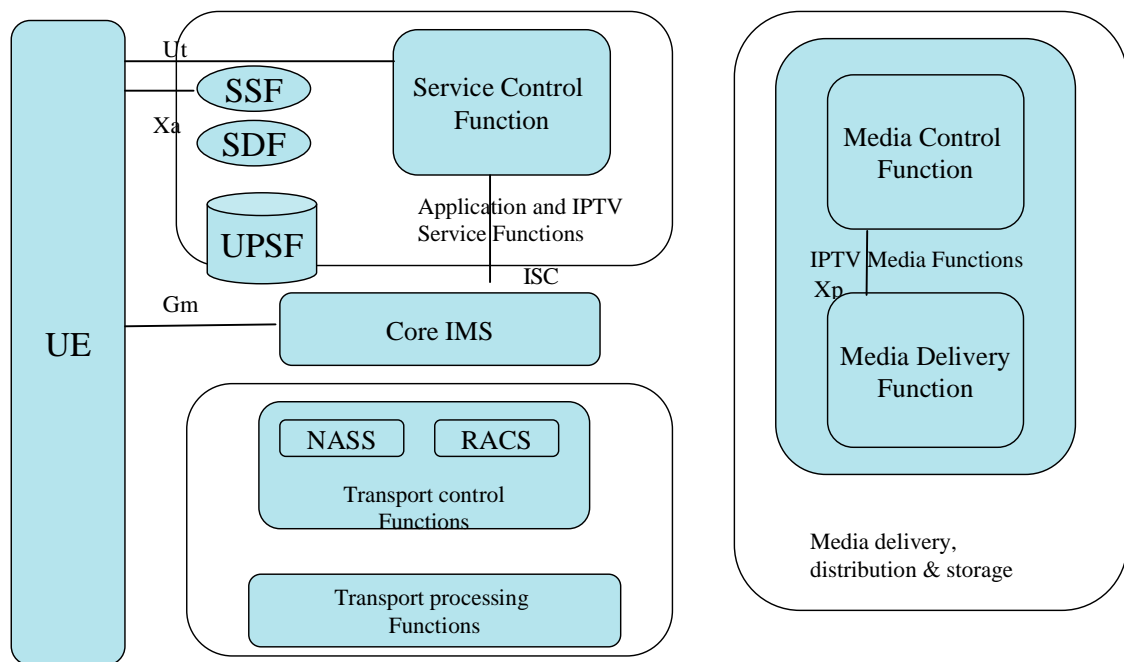 UE
Ut
Xa
SSF
SDF
UPSF
Service Control
Function
Application and IPTV
Service Functions
ISC
Gm
Core IMS
NASS
RACS
Transport control
Functions
Transport processing
Functions
Media Control
Function
IPTV Media Functions
Xp
Media Delivery
Function
Media delivery,
distribution & storage